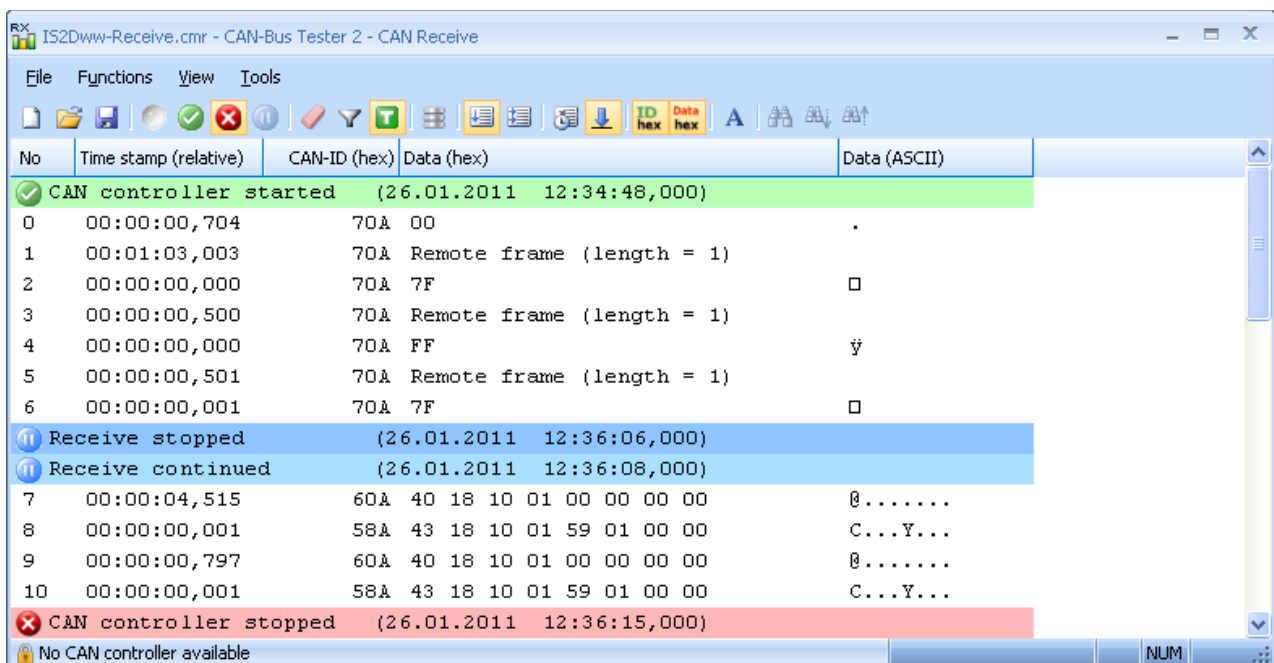 RX IS2Dww-Receive.cmr - CAN-Bus Tester 2 - CAN Receive
File Functions View Tools
T ID hex Data hex A
No Time stamp (relative) CAN-ID (hex) Data (hex) Data (ASCII)
CAN controller started (26.01.2011 12:34:48,000)
0 00:00:00,704 70A 00 .
1 00:01:03,003 70A Remote frame (length = 1)
2 00:00:00,000 70A 7F □
3 00:00:00,500 70A Remote frame (length = 1)
4 00:00:00,000 70A FF ÿ
5 00:00:00,501 70A Remote frame (length = 1)
6 00:00:00,001 70A 7F □
Receive stopped (26.01.2011 12:36:06,000)
Receive continued (26.01.2011 12:36:08,000)
7 00:00:04,515 60A 40 18 10 01 00 00 00 00 @.......
8 00:00:00,001 58A 43 18 10 01 59 01 00 00 C...Y...
9 00:00:00,797 60A 40 18 10 01 00 00 00 00 @.......
10 00:00:00,001 58A 43 18 10 01 59 01 00 00 C...Y...
CAN controller stopped (26.01.2011 12:36:15,000)
No CAN controller available NUM